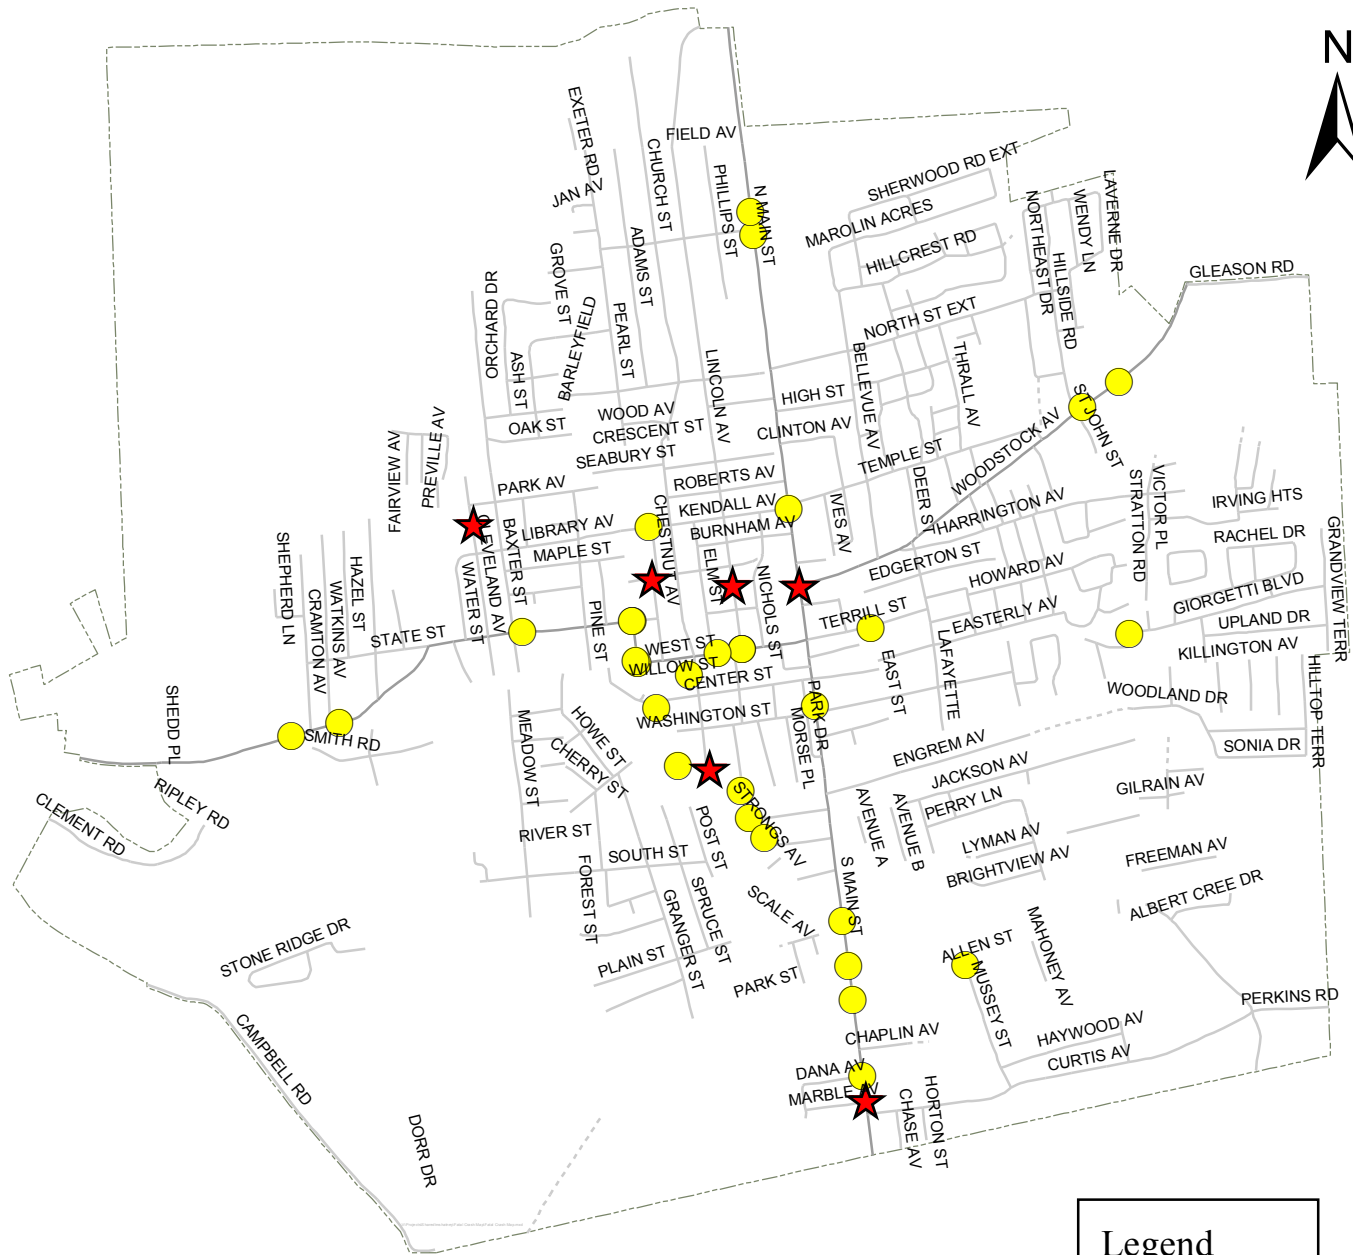 N
FIELD AV
EXETER RD
CHURCH ST
PHILLIPS ST
N MAIN ST
JAN AV
ADAMS ST
GROVE ST
SHERWOOD RD EXT
MAROLIN ACRES
HILLCREST RD
NORTHEAST DR
WENDY LN
LAVERNE DR
HILLSIDE RD
GLEASON RD
ORCHARD DR
BARLEYFIELD
PEARL ST
NORTH ST EXT
ASH ST
LINCOLN AV
BELLEVUE AV
THRALL AV
HIGH ST
WOOD AV
CRESCENT ST
OAK ST
CLINTON AV
ST JOHN ST
FAIRVIEW AV
PREVILLE AV
SEABURY ST
TEMPLE ST
WOODSTOCK AV
PARK AV
ROBERTS AV
KENDALL AV
BURNHAM AV
IVES AV
DEER ST
HARRINGTON AV
STRATTON RD
VICTOR PL
IRVING HTS
RACHEL DR
GRANDVIEW TERR
CLEVELAND AV
BAXTER ST
LIBRARY AV
MAPLE ST
CHESTNUT AV
ELM ST
NICHOLS ST
EDGERTON ST
HOWARD AV
SHEPHERD LN
CRAMTON AV
WATKINS AV
HAZEL ST
WATER ST
PINE ST
TERRILL ST
EASTERLY AV
GIORGETTI BLVD
UPLAND DR
KILLINGTON AV
STATE ST
WEST ST
WILLOW ST
CENTER ST
EAST ST
LAFAYETTE
HILLTOP TERR
WOODLAND DR
SHEDD PL
SMITH RD
MEADOW ST
HOWE ST
CHERRY ST
WASHINGTON ST
PARK DR
MORSE PL
ENGREM AV
SONIA DR
JACKSON AV
GILRAIN AV
RIPLEY RD
CLEMENT RD
PERRY LN
AVENUE A
AVENUE B
STRONGS AV
POST ST
RIVER ST
SOUTH ST
LYMAN AV
BRIGHTVIEW AV
FREEMAN AV
ALBERT CREE DR
FOREST ST
GRANGER ST
SPRUCE ST
SCALE AV
S MAIN ST
STONE RIDGE DR
PLAIN ST
PARK ST
ALLEN ST
MUSSEY ST
MAHONEY AV
PERKINS RD
CAMPBELL RD
CHAPLIN AV
HAYWOOD AV
CURTIS AV
DANA AV
MARBLE AV
CHASE AV
HORTON ST
DORR DR
Legend